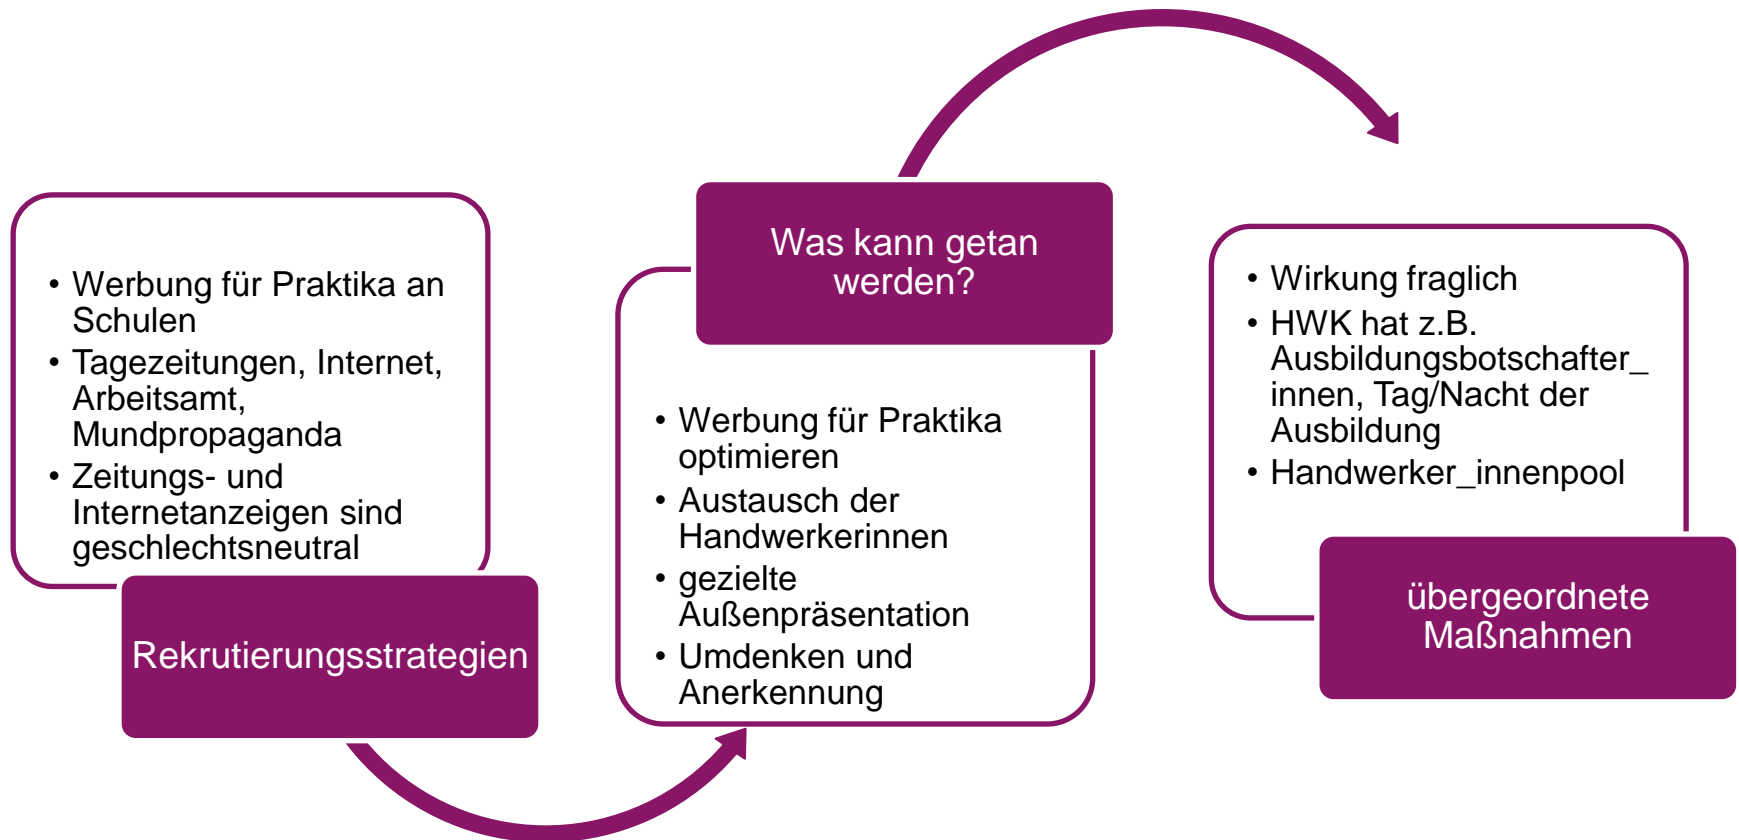 • Werbung für Praktika an
Schulen
• Tagezeitungen, Internet,
Arbeitsamt,
Mundpropaganda
• Zeitungs- und
Internetanzeigen sind
geschlechtsneutral
Rekrutierungsstrategien
Was kann getan
werden?
• Werbung für Praktika
optimieren
• Austausch der
Handwerkerinnen
• gezielte
Außenpräsentation
• Umdenken und
Anerkennung
• Wirkung fraglich
• HWK hat z.B.
Ausbildungsbotschafter_
innen, Tag/Nacht der
Ausbildung
• Handwerker_innenpool
übergeordnete
Maßnahmen